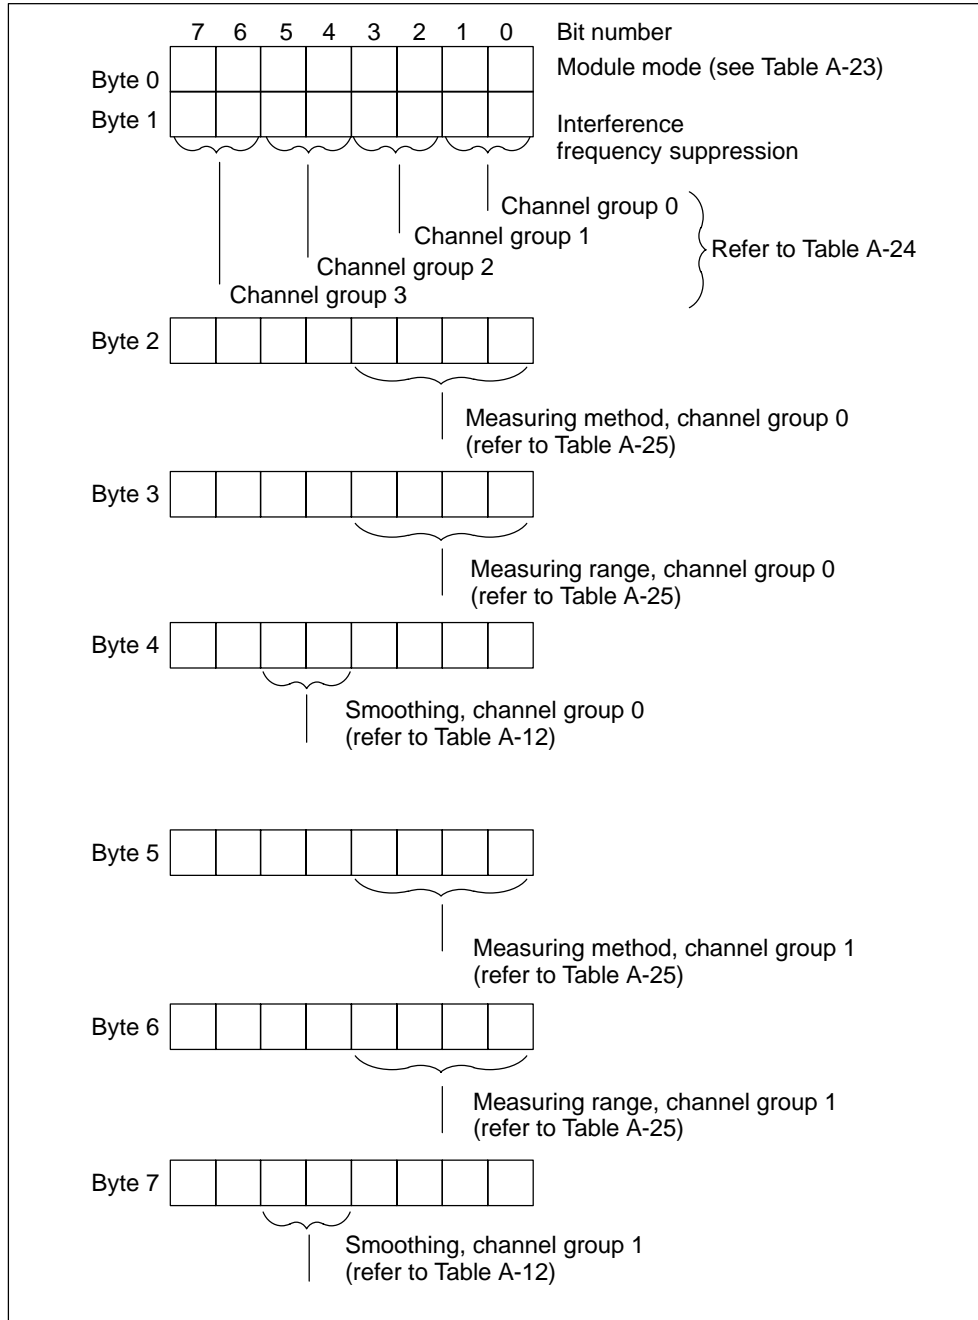 7 6 5 4 3 2 1 0 Bit number
Byte 0 Module mode (see Table A-23)
Byte 1 Interference
frequency suppression
Channel group 0
Channel group 1
Refer to Table A-24
Channel group 2
Channel group 3
Byte 2
Measuring method, channel group 0
(refer to Table A-25)
Byte 3
Measuring range, channel group 0
(refer to Table A-25)
Byte 4
Smoothing, channel group 0
(refer to Table A-12)
Byte 5
Measuring method, channel group 1
(refer to Table A-25)
Byte 6
Measuring range, channel group 1
(refer to Table A-25)
Byte 7
Smoothing, channel group 1
(refer to Table A-12)